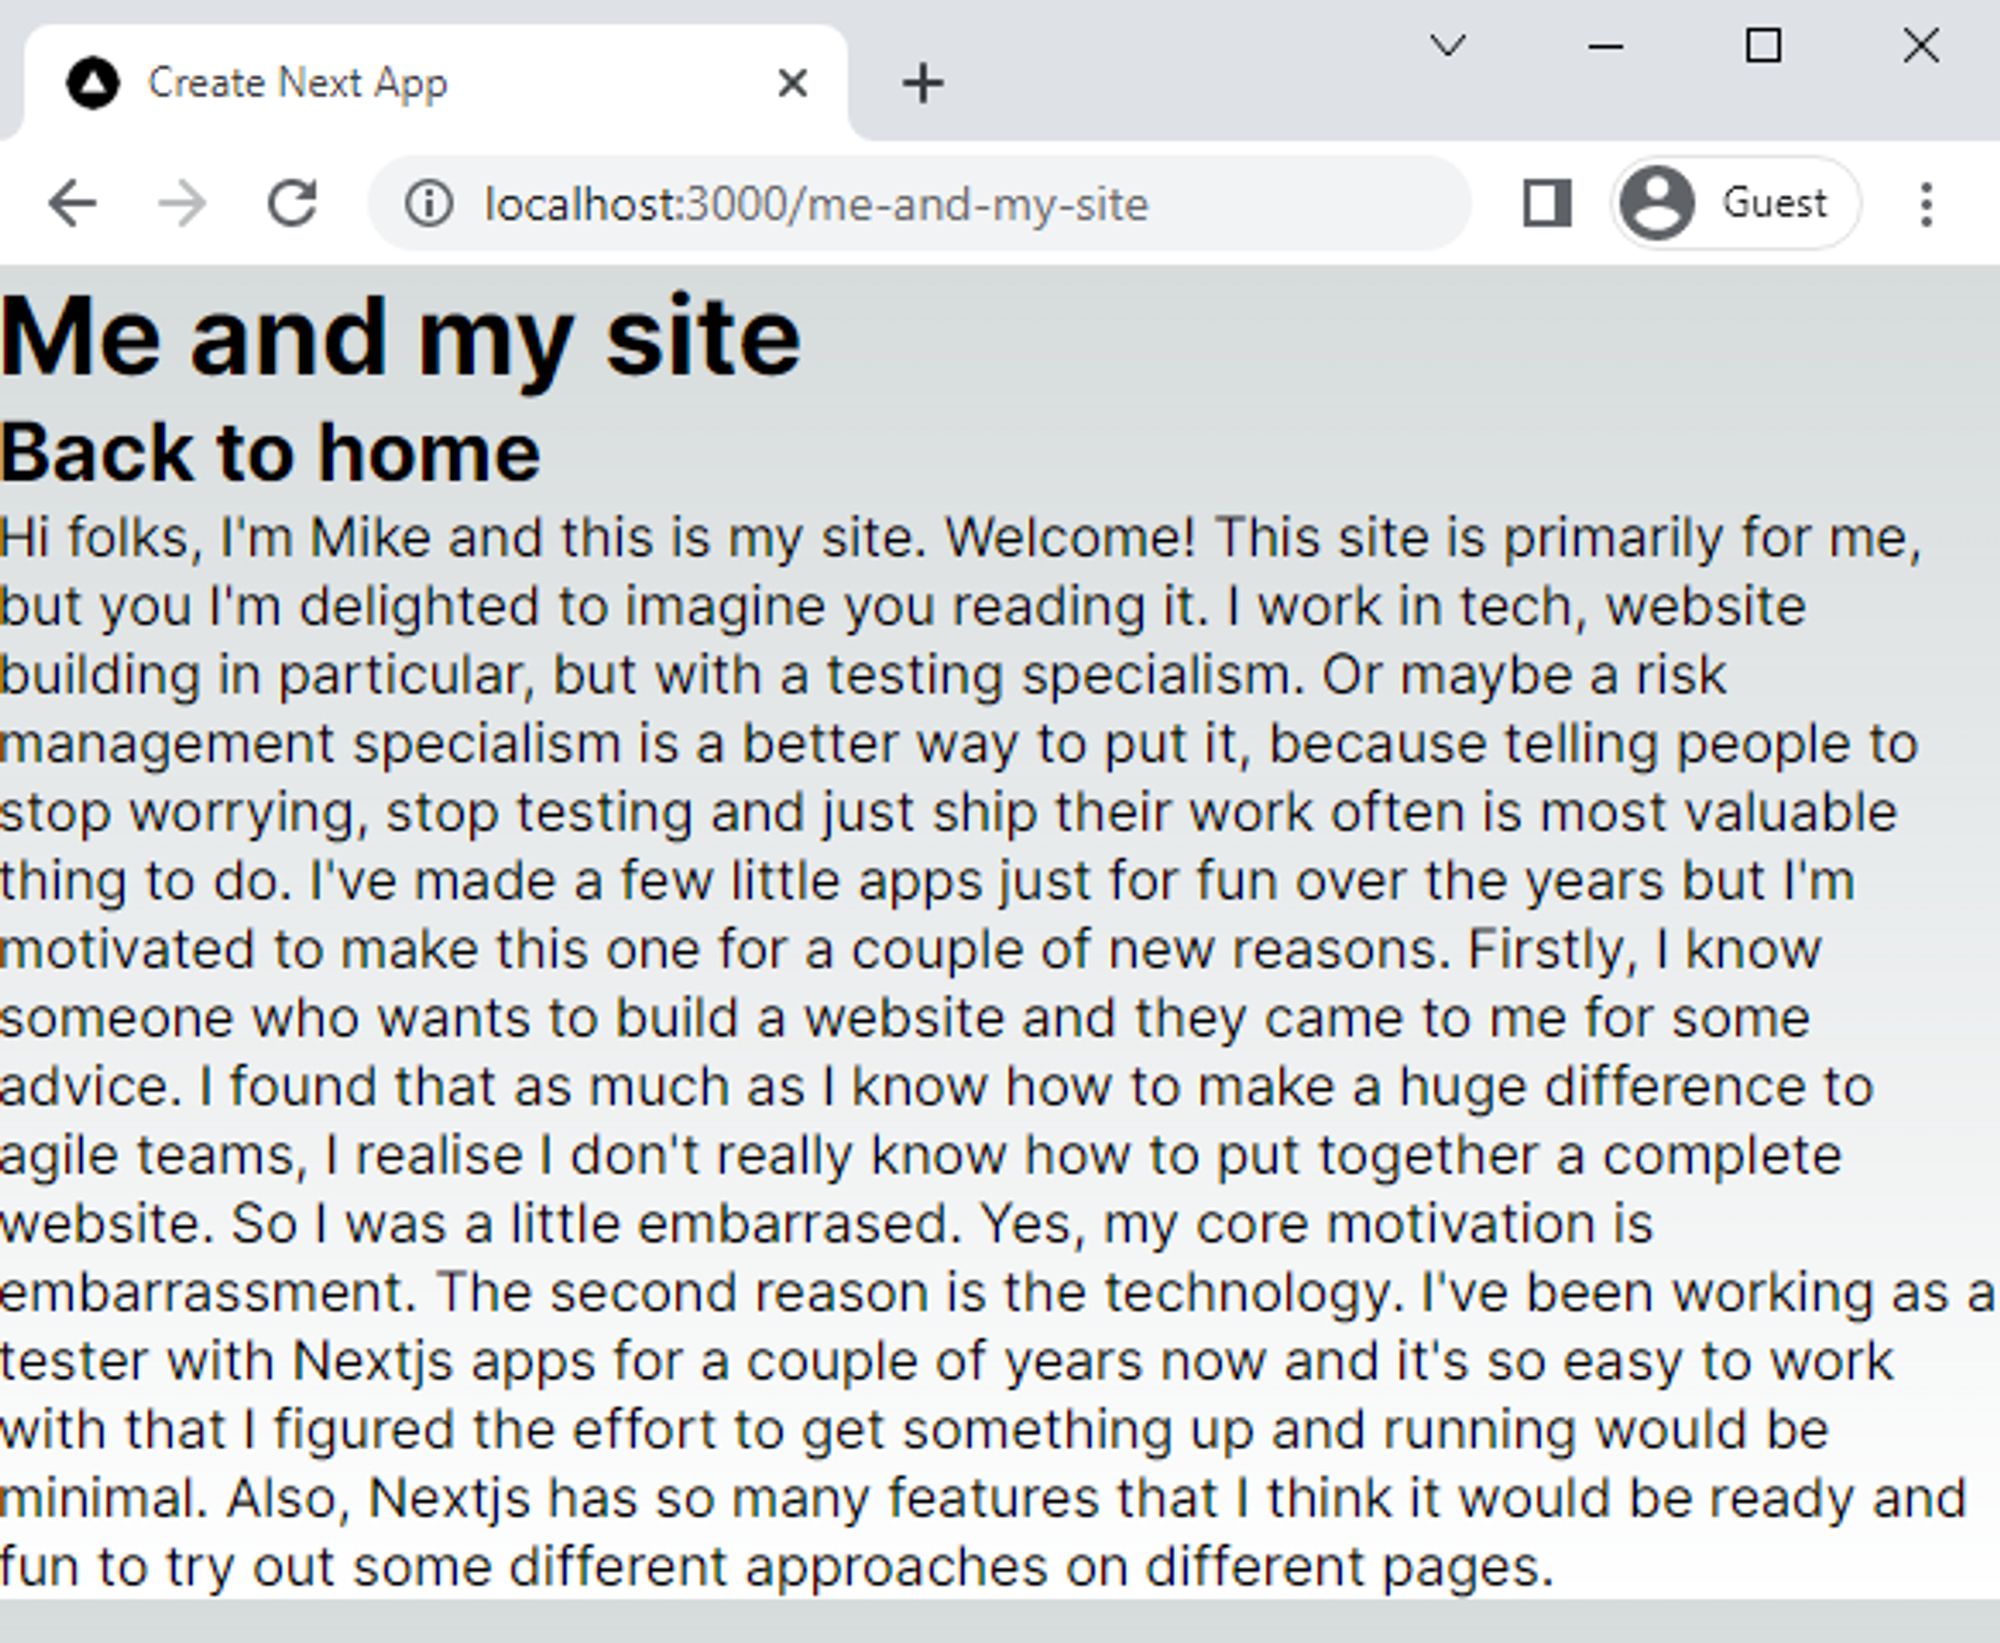 Create Next App
localhost:3000/me-and-my-site
Guest
Me and my site
Back to home
Hi folks, I'm Mike and this is my site. Welcome! This site is primarily for me,
but you I'm delighted to imagine you reading it. I work in tech, website
building in particular, but with a testing specialism. Or maybe a risk
management specialism is a better way to put it, because telling people to
stop worrying, stop testing and just ship their work often is most valuable
thing to do. I've made a few little apps just for fun over the years but I'm
motivated to make this one for a couple of new reasons. Firstly, I know
someone who wants to build a website and they came to me for some
advice. I found that as much as I know how to make a huge difference to
agile teams, I realise I don't really know how to put together a complete
website. So I was a little embarrased. Yes, my core motivation is
embarrassment. The second reason is the technology. I've been working as a
tester with Nextjs apps for a couple of years now and it's so easy to work
with that I figured the effort to get something up and running would be
minimal. Also, Nextjs has so many features that I think it would be ready and
fun to try out some different approaches on different pages.